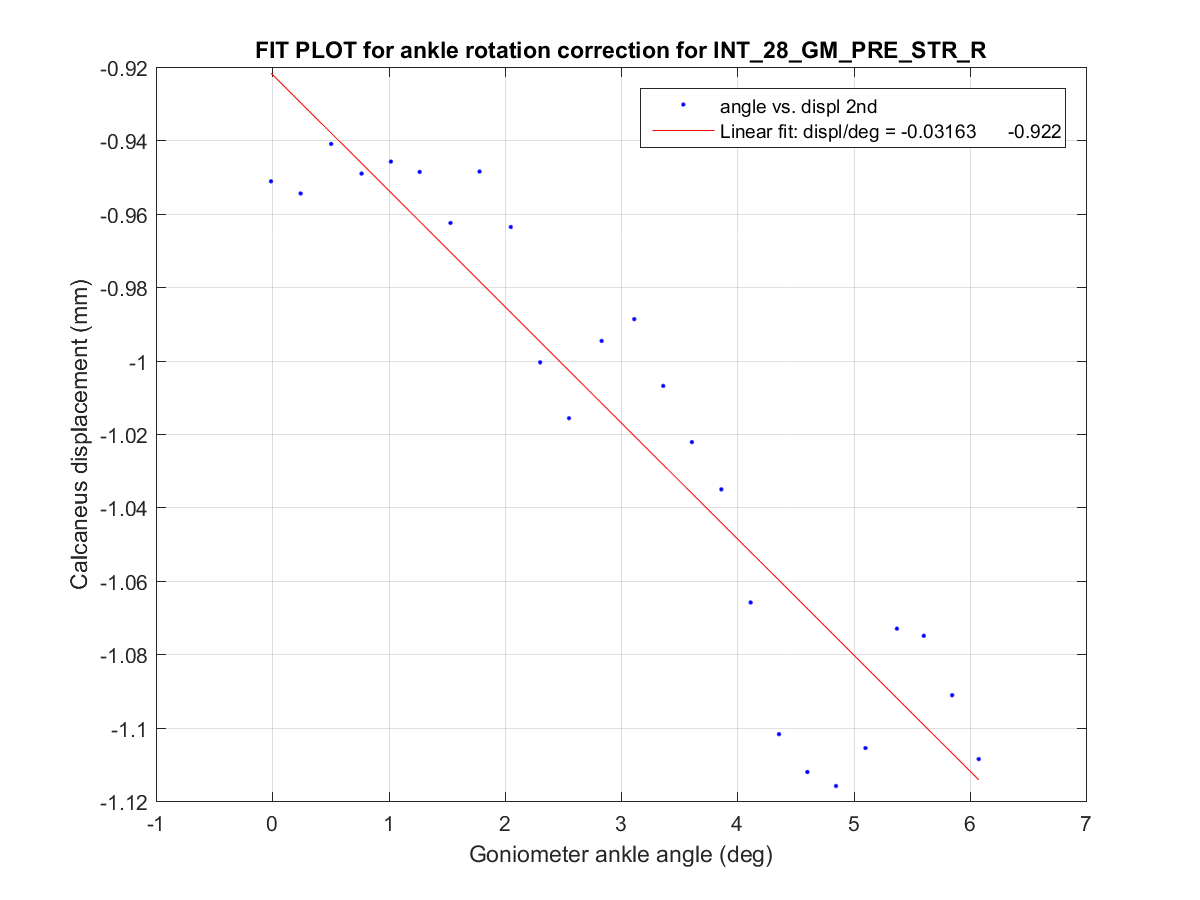 FIT PLOT for ankle rotation correction for INT_28_GM_PRE_STR_R
angle vs. displ 2nd
Linear fit: displ/deg = -0.03163 -0.922
-0.92
-0.94
-0.96
-0.98
-1
-1.02
-1.04
-1.06
-1.08
-1.1
-1.12
Calcaneus displacement (mm)
-1 0 1 2 3 4 5 6 7
Goniometer ankle angle (deg)